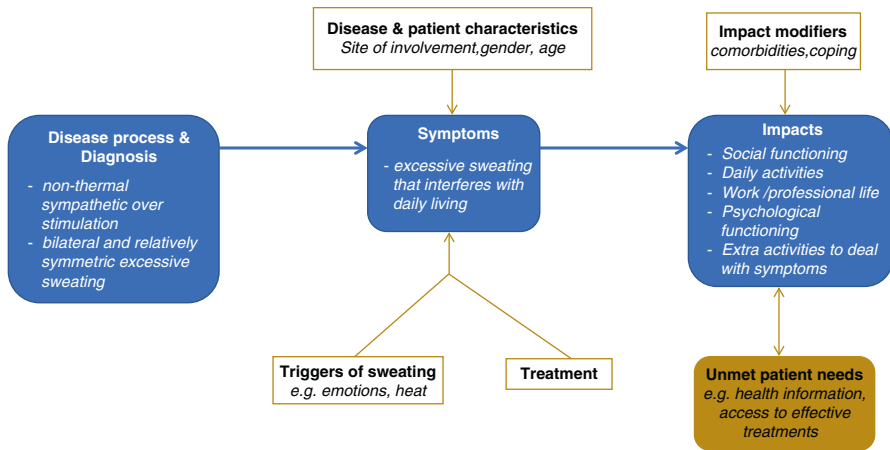 Disease & patient characteristics
Site of involvement,gender, age
Impact modifiers
comorbidities,coping
Disease process &
Diagnosis
- non-thermal
sympathetic over
stimulation
- bilateral and relatively
symmetric excessive
sweating
Symptoms
- excessive sweating
that interferes with
daily living
Impacts
- Social functioning
- Daily activities
- Work /professional life
- Psychological
functioning
- Extra activities to deal
with symptoms
Triggers of sweating
e.g. emotions, heat
Treatment
Unmet patient needs
e.g. health information,
access to effective
treatments